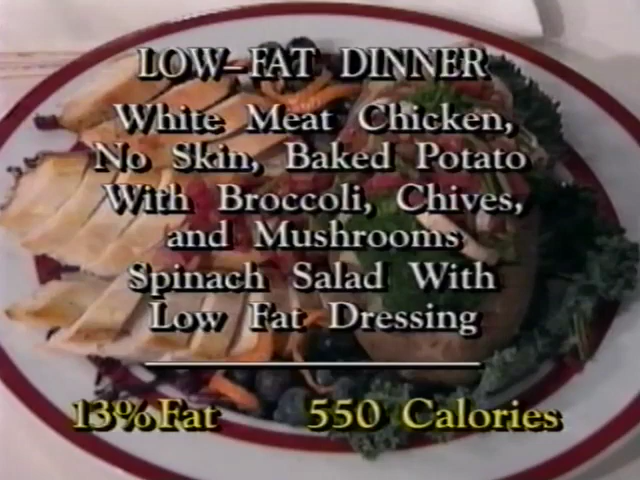 LOW-FAT DINNER
White Meat Chicken,
No Skin, Baked Potato
With Broccoli, Chives,
and Mushrooms
Spinach Salad With
Low Fat Dressing
13% Fat 550 Calories